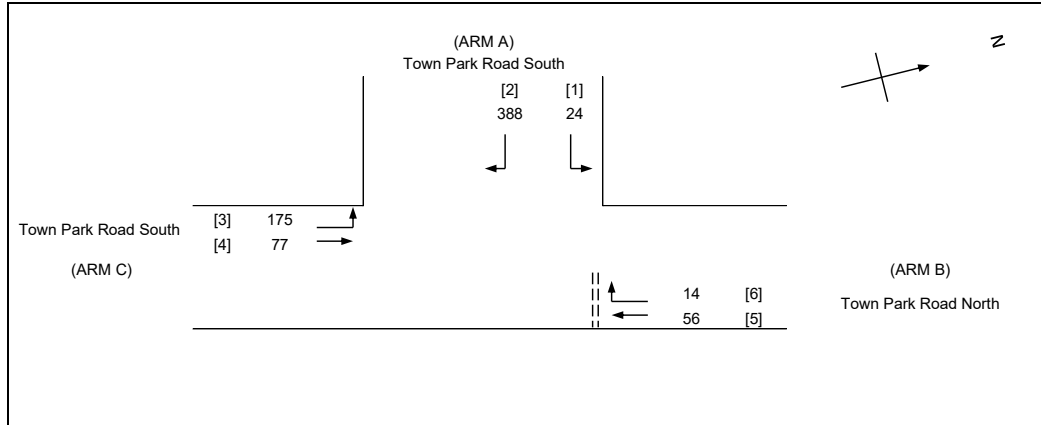 (ARM A)
Town Park Road South
N
[2] [1]
388 24
[3] 175
Town Park Road South
[4] 77
(ARM C)
(ARM B)
14 [6]
Town Park Road North
56 [5]